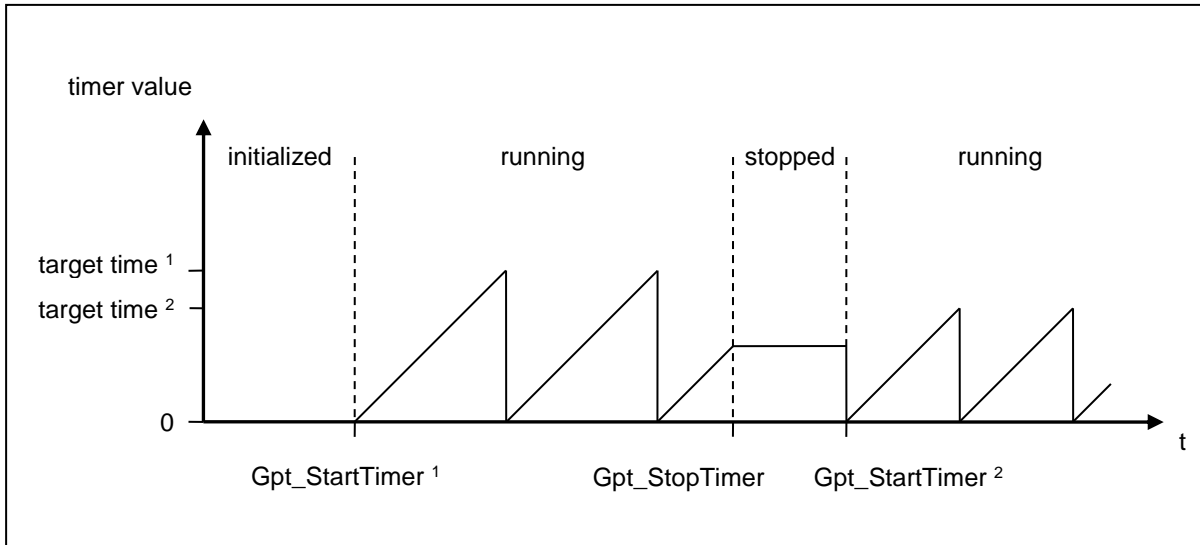 timer value
initialized running stopped running
target time ¹
target time ²
0
t
Gpt_StartTimer ¹ Gpt_StopTimer Gpt_StartTimer ²